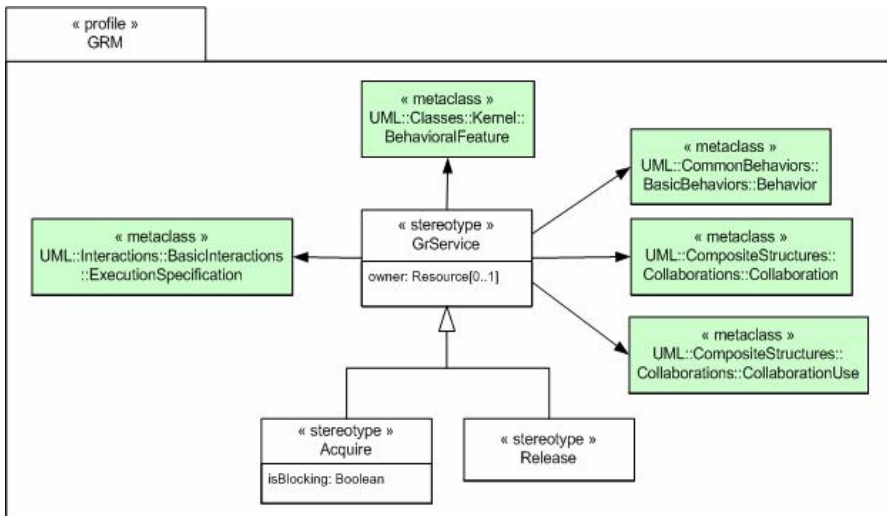 « profile »
GRM
« metaclass »
UML::Classes::Kernel::
BehavioralFeature
« metaclass »
UML::CommonBehaviors::
BasicBehaviors::Behavior
« stereotype »
GrService
owner: Resource[0..1]
« metaclass »
UML::Interactions::BasicInteractions
::ExecutionSpecification
« metaclass »
UML::CompositeStructures::
Collaborations::Collaboration
« metaclass »
UML::CompositeStructures::
Collaborations::CollaborationUse
« stereotype »
Acquire
isBlocking: Boolean
« stereotype »
Release